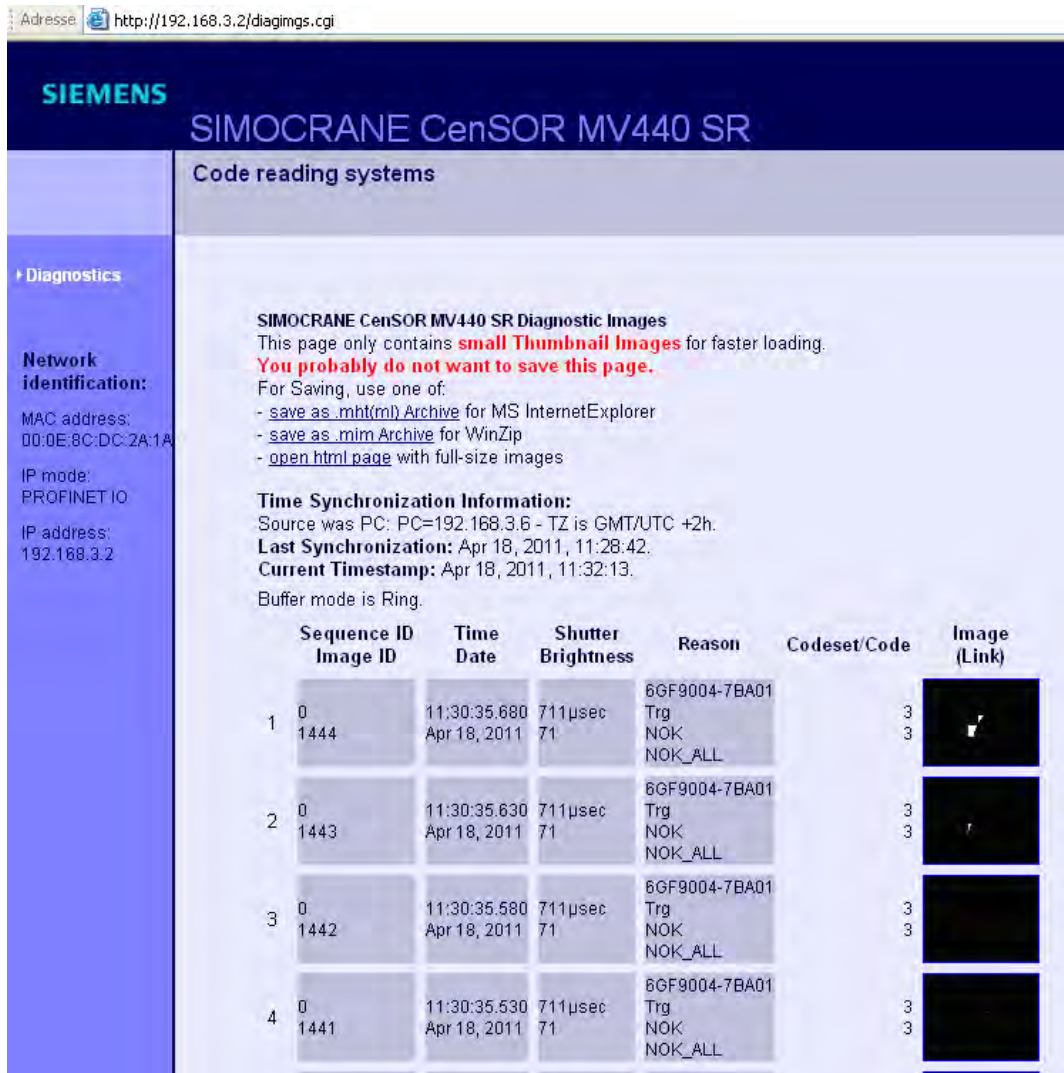 Adresse http://192.168.3.2/diagimgs.cgi
SIEMENS
SIMOCRANE CenSOR MV440 SR
Code reading systems
Diagnostics
Network
identification:
MAC address:
00:0E:8C:DC:2A:1A
IP mode:
PROFINET IO
IP address:
192.168.3.2
SIMOCRANE CenSOR MV440 SR Diagnostic Images
This page only contains small Thumbnail Images for faster loading.
You probably do not want to save this page.
For Saving, use one of:
- save as .mht(ml) Archive for MS InternetExplorer
- save as .mim Archive for WinZip
- open html page with full-size images
Time Synchronization Information:
Source was PC: PC=192.168.3.6 - TZ is GMT/UTC +2h.
Last Synchronization: Apr 18, 2011, 11:28:42.
Current Timestamp: Apr 18, 2011, 11:32:13.
Buffer mode is Ring.
Sequence ID Time Shutter Reason Codeset/Code Image
Image ID Date Brightness (Link)
6GF9004-7BA01
1 0 11:30:35.680 711µsec Trg 3
1444 Apr 18, 2011 71 NOK 3
NOK_ALL
6GF9004-7BA01
2 0 11:30:35.630 711µsec Trg 3
1443 Apr 18, 2011 71 NOK 3
NOK_ALL
6GF9004-7BA01
3 0 11:30:35.580 711µsec Trg 3
1442 Apr 18, 2011 71 NOK 3
NOK_ALL
6GF9004-7BA01
4 0 11:30:35.530 711µsec Trg 3
1441 Apr 18, 2011 71 NOK 3
NOK_ALL